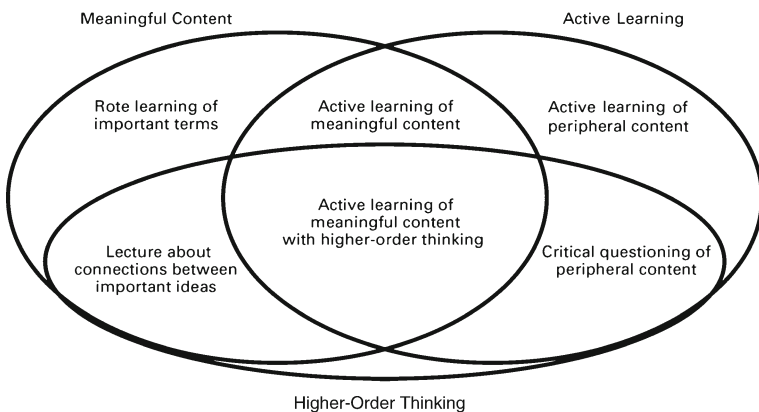 Meaningful Content
Active Learning
Rote learning of
important terms
Active learning of
meaningful content
Active learning of
peripheral content
Active learning of
meaningful content
with higher-order thinking
Lecture about
connections between
important ideas
Critical questioning of
peripheral content
Higher-Order Thinking